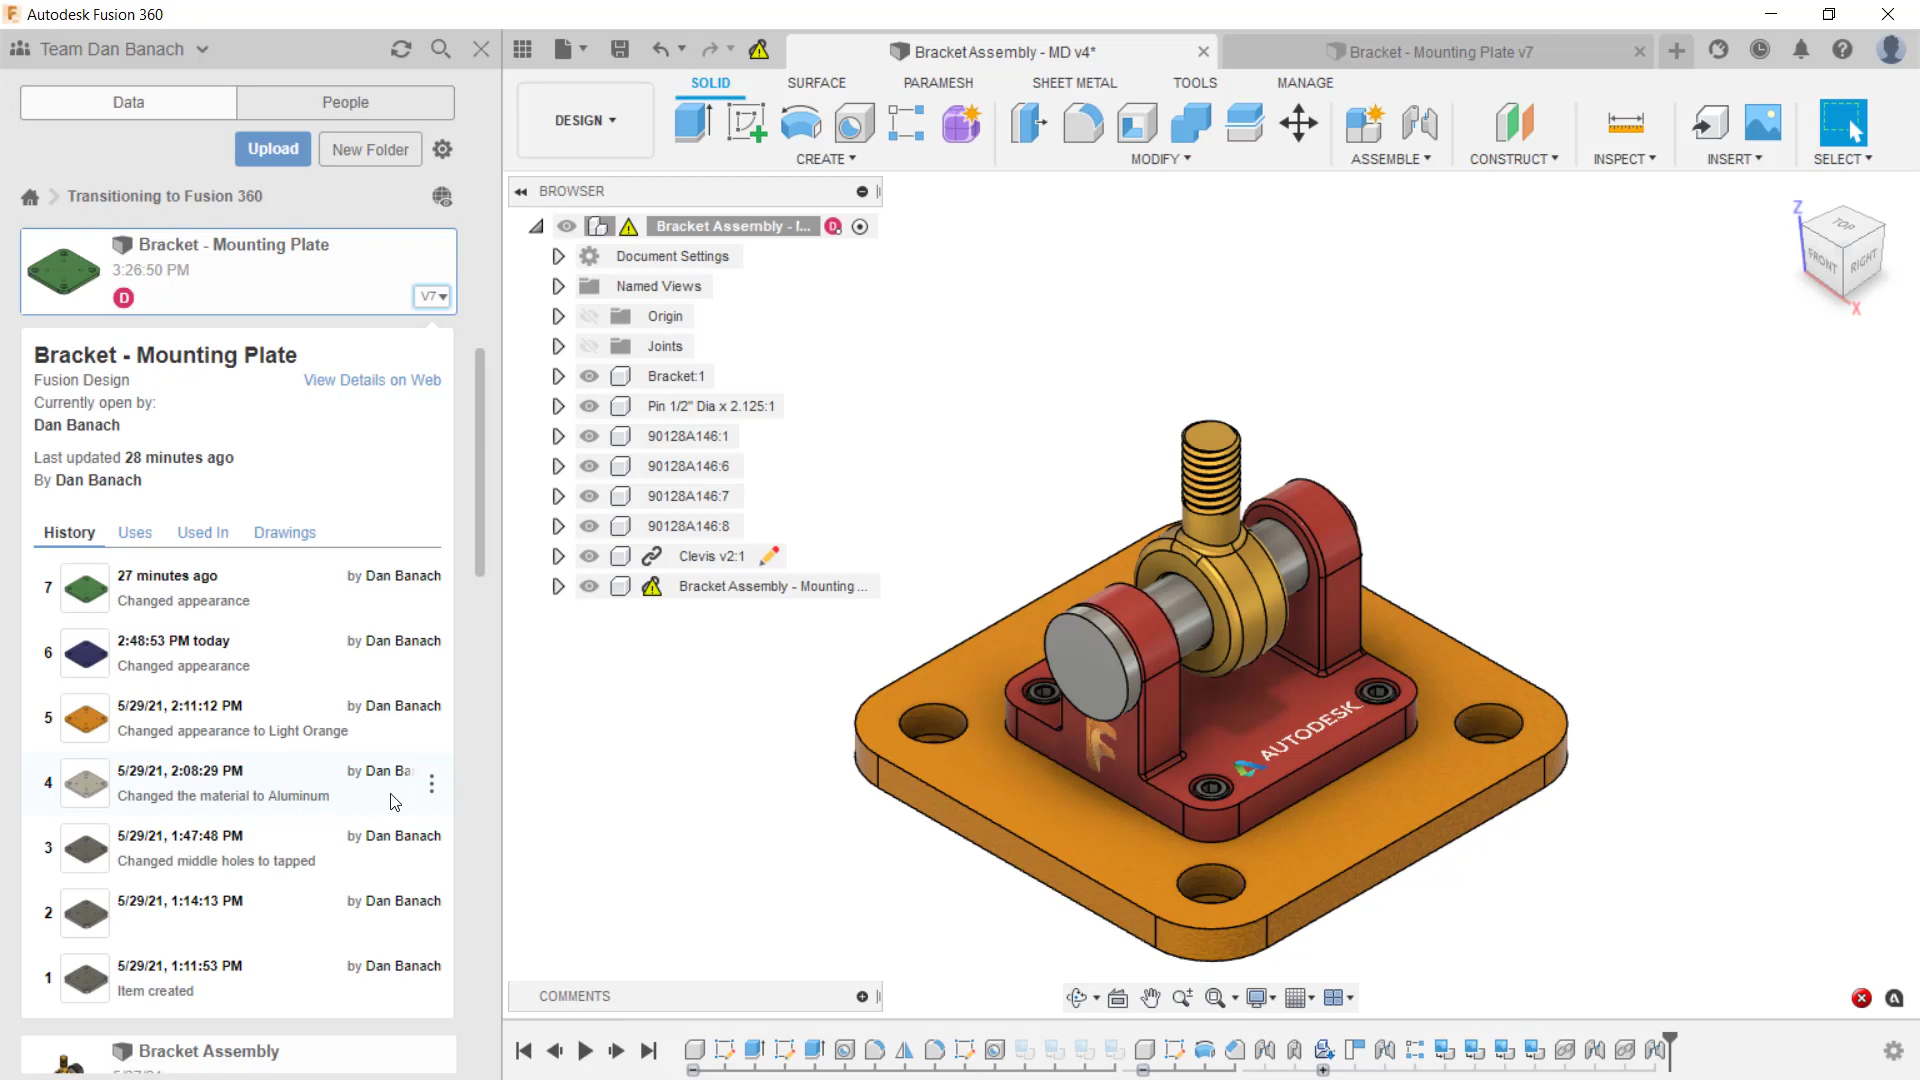 Autodesk Fusion 360
Team Dan Banach
Bracket Assembly - MD v4*
Bracket - Mounting Plate v7
Data
People
SOLID
SURFACE
PARAMESH
SHEET METAL
TOOLS
MANAGE
DESIGN
Upload
New Folder
CREATE
MODIFY
ASSEMBLE
CONSTRUCT
INSPECT
INSERT
SELECT
Transitioning to Fusion 360
BROWSER
Bracket - Mounting Plate
3:26:50 PM
D
V7
Bracket - Mounting Plate
Fusion Design
View Details on Web
Currently open by:
Dan Banach
Last updated 28 minutes ago
By Dan Banach
History
Uses
Used In
Drawings
7
27 minutes ago
by Dan Banach
Changed appearance
6
2:48:53 PM today
by Dan Banach
Changed appearance
5
5/29/21, 2:11:12 PM
by Dan Banach
Changed appearance to Light Orange
4
5/29/21, 2:08:29 PM
by Dan Ba
Changed the material to Aluminum
3
5/29/21, 1:47:48 PM
by Dan Banach
Changed middle holes to tapped
2
5/29/21, 1:14:13 PM
by Dan Banach
1
5/29/21, 1:11:53 PM
by Dan Banach
Item created
Bracket Assembly
Bracket Assembly - I...
D
Document Settings
Named Views
Origin
Joints
Bracket:1
Pin 1/2" Dia x 2.125:1
90128A146:1
90128A146:6
90128A146:7
90128A146:8
Clevis v2:1
Bracket Assembly - Mounting ...
Z
TOP
FRONT
RIGHT
X
F
AUTODESK.
COMMENTS